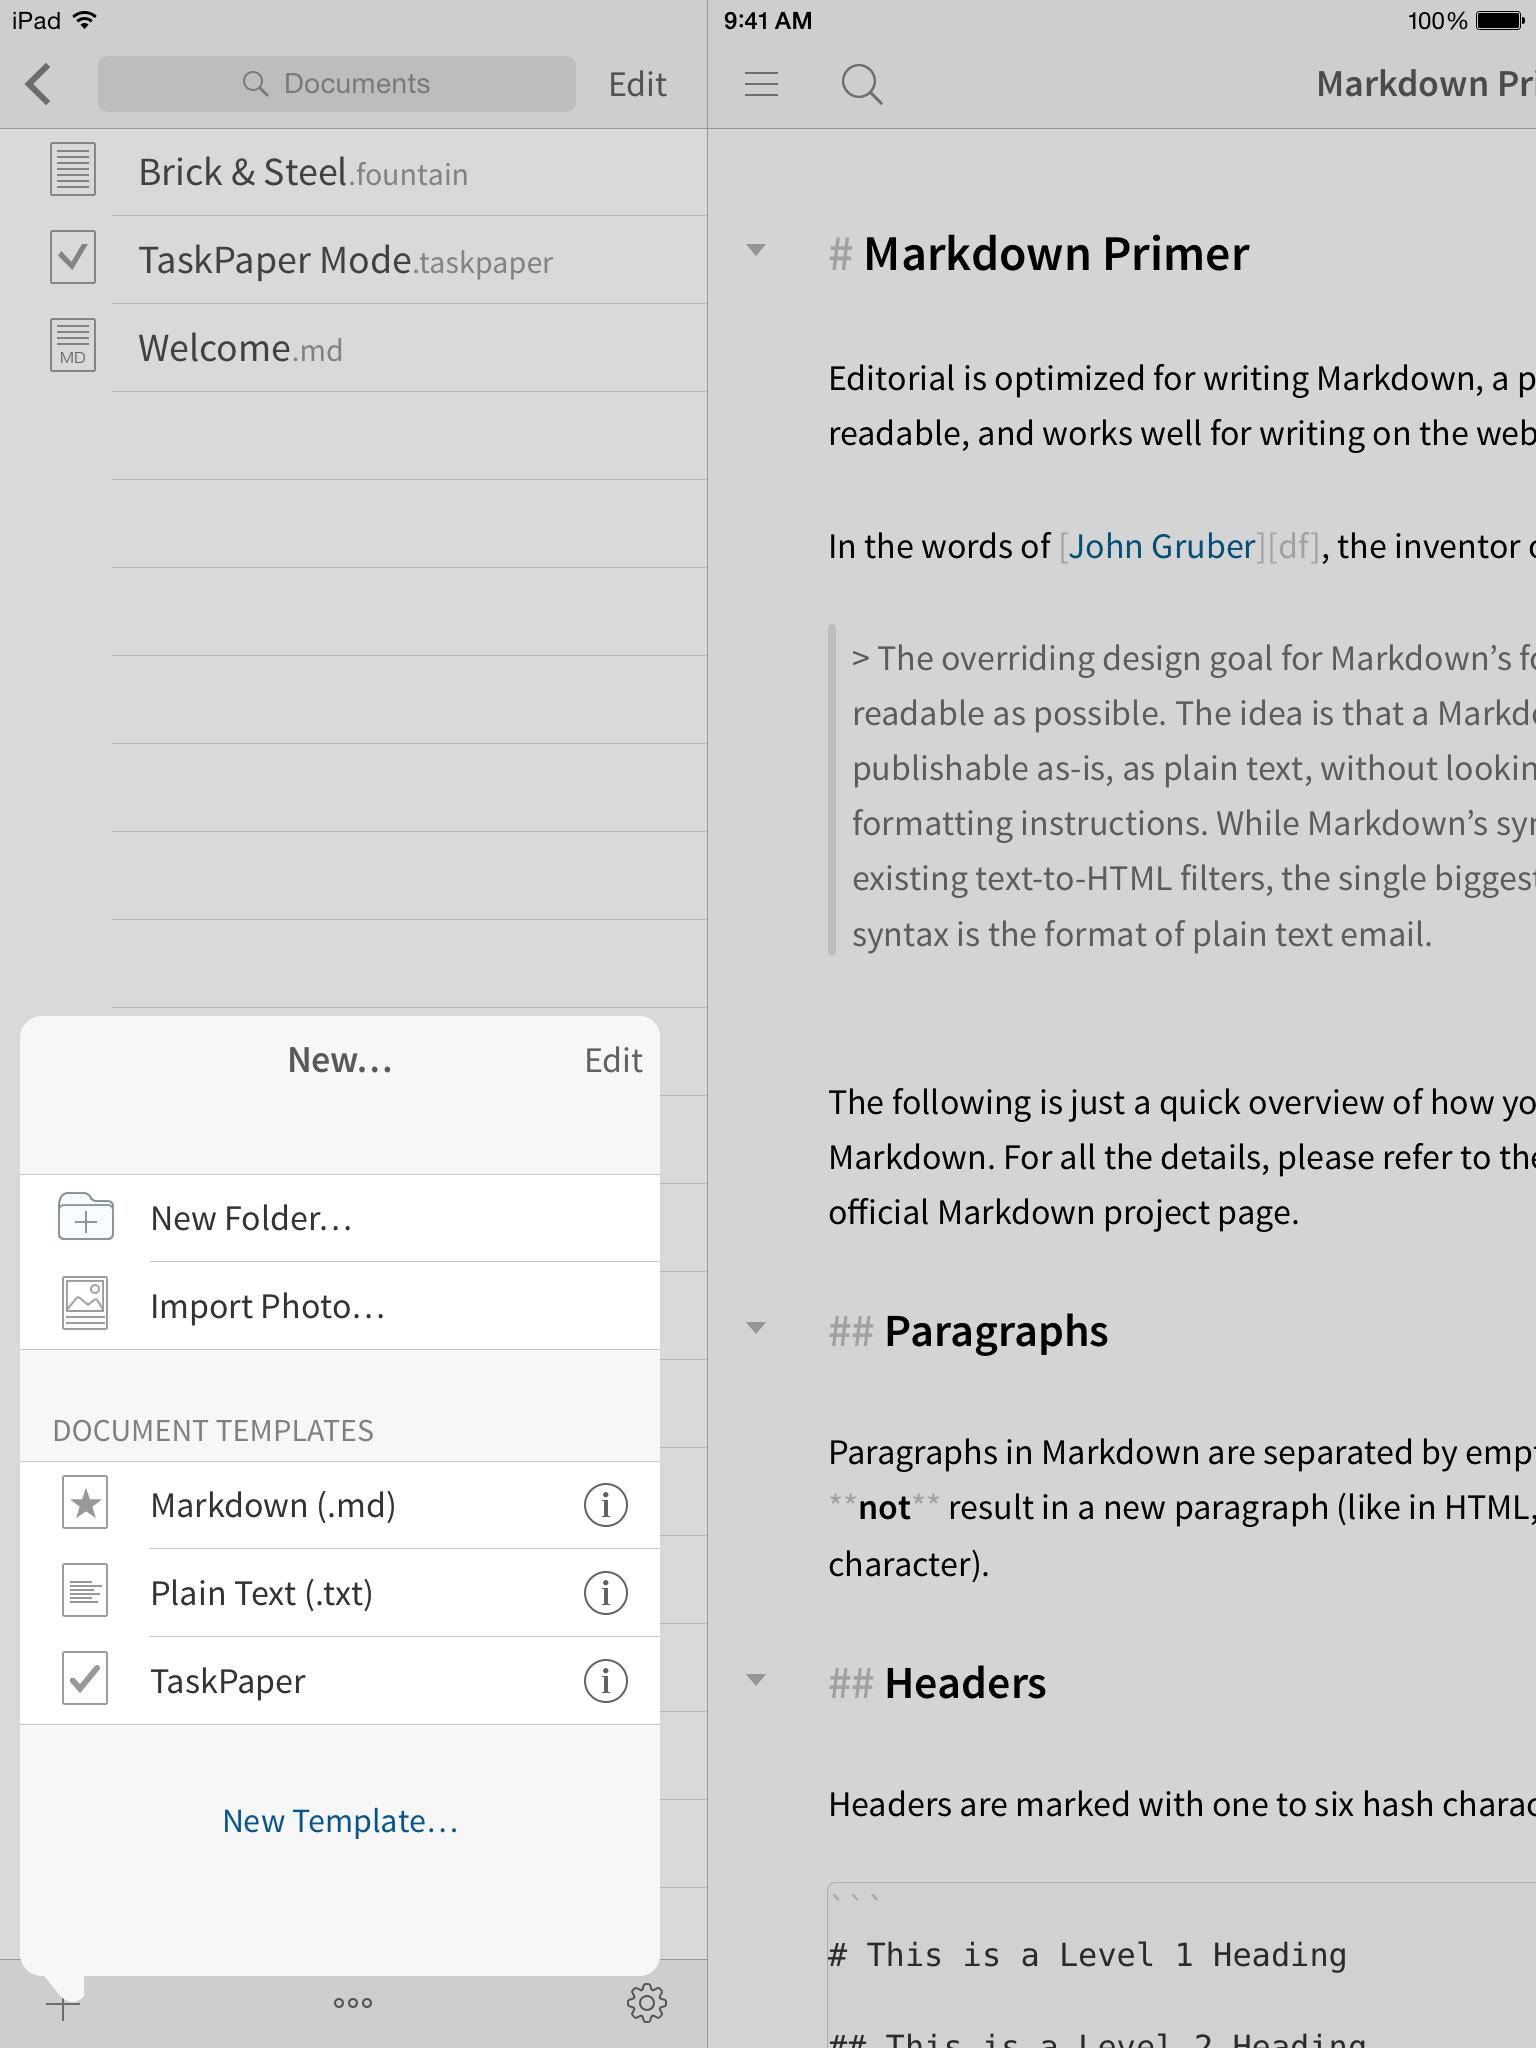 iPad
9:41 AM
100%
Documents
Edit
Markdown Pri
Brick & Steel.fountain
TaskPaper Mode.taskpaper
MD
Welcome.md
New…
Edit
New Folder…
Import Photo…
DOCUMENT TEMPLATES
Markdown (.md)
Plain Text (.txt)
TaskPaper
New Template…
# Markdown Primer
Editorial is optimized for writing Markdown, a p
readable, and works well for writing on the web
In the words of [John Gruber][df], the inventor o
> The overriding design goal for Markdown’s fo
readable as possible. The idea is that a Markdo
publishable as-is, as plain text, without lookin
formatting instructions. While Markdown’s syn
existing text-to-HTML filters, the single biggest
syntax is the format of plain text email.
The following is just a quick overview of how yo
Markdown. For all the details, please refer to the
official Markdown project page.
## Paragraphs
Paragraphs in Markdown are separated by empt
**not** result in a new paragraph (like in HTML,
character).
## Headers
Headers are marked with one to six hash charac
```
# This is a Level 1 Heading
## This is a Level 2 Heading